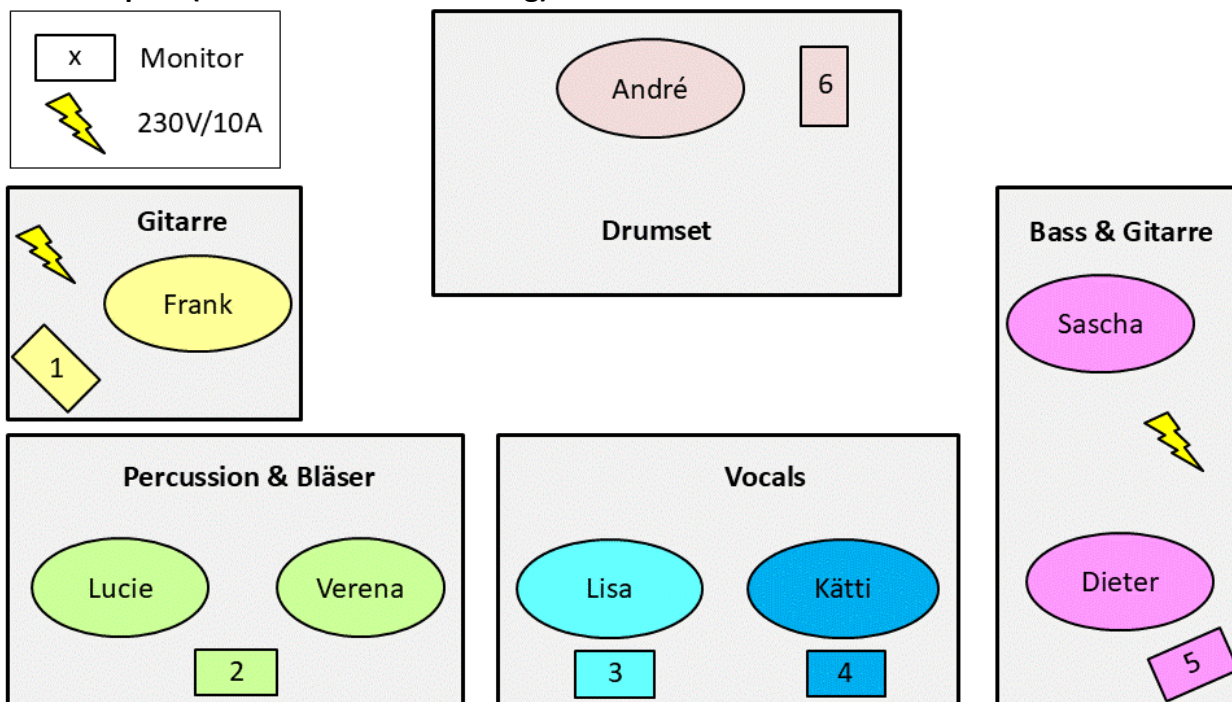 x Monitor
230V/10A
André
6
Drumset
Gitarre
Frank
1
Bass & Gitarre
Sascha
Dieter
5
Percussion & Bläser
Lucie
Verena
2
Vocals
Lisa
Kätti
3
4